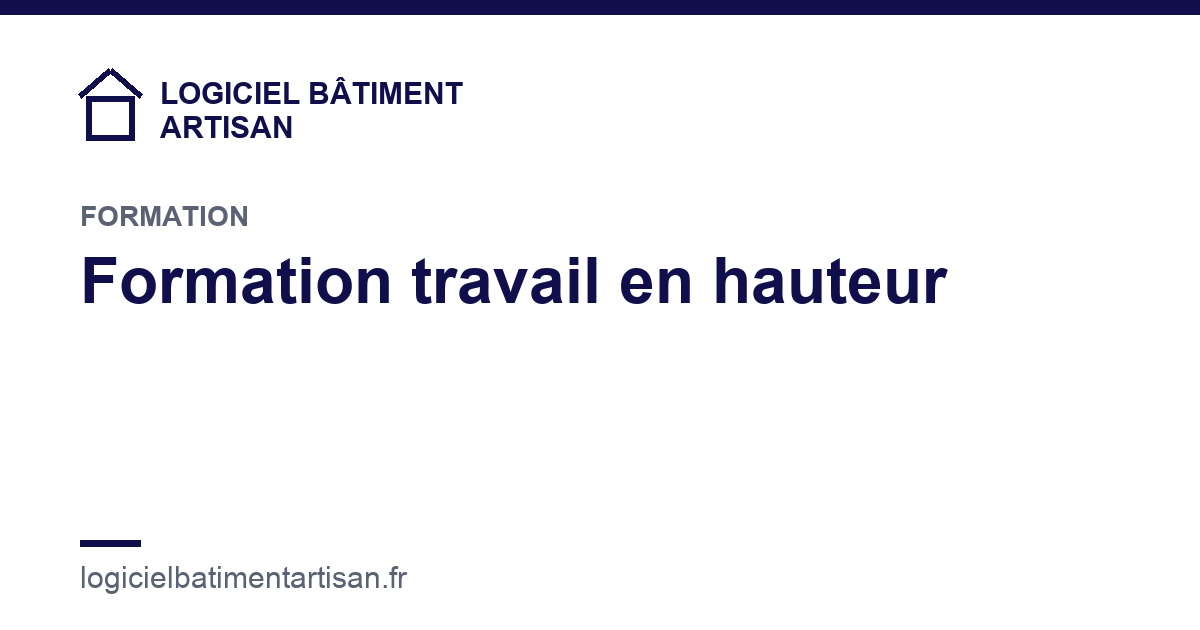 LOGICIEL BÂTIMENT
ARTISAN
FORMATION
Formation travail en hauteur
logicielbatimentartisan.fr